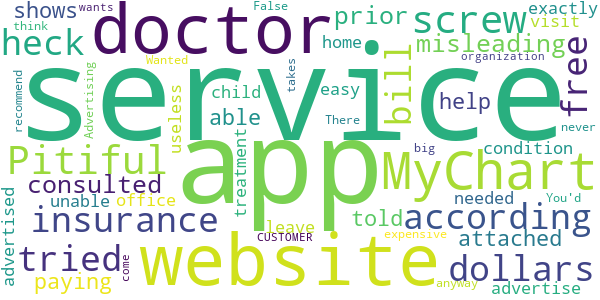 shows
wants
doctor
False
prior
screw
exactly
visit
think
heck
home
misleading
organization
recommend
Advertising
service
Wanted
useless
child
easy
takes
bill
free
able
There
help
never
Pitiful
treatment
app
big
MyChart
condition
consulted
needed
You'd
advertised
unable
office
insurance
told
according
leave
CUSTOMER
expensive
attached
tried
come
website
dollars
paying
anyway
advertise